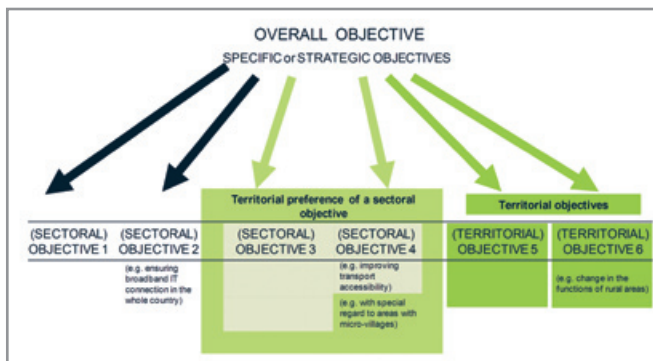 OVERALL OBJECTIVE
SPECIFIC or STRATEGIC OBJECTIVES
Territorial preference of a sectoral
objective
Territorial objectives
(SECTORAL)
OBJECTIVE 1
(SECTORAL)
OBJECTIVE 2
(e.g. ensuring
broadband IT
connection in the
whole country)
(SECTORAL)
OBJECTIVE 3
(SECTORAL)
OBJECTIVE 4
(e.g. improving
transport
accessibility)
(e.g. with special
regard to areas with
micro-villages)
(TERRITORIAL)
OBJECTIVE 5
(TERRITORIAL)
OBJECTIVE 6
(e.g. change in the
functions of rural areas)